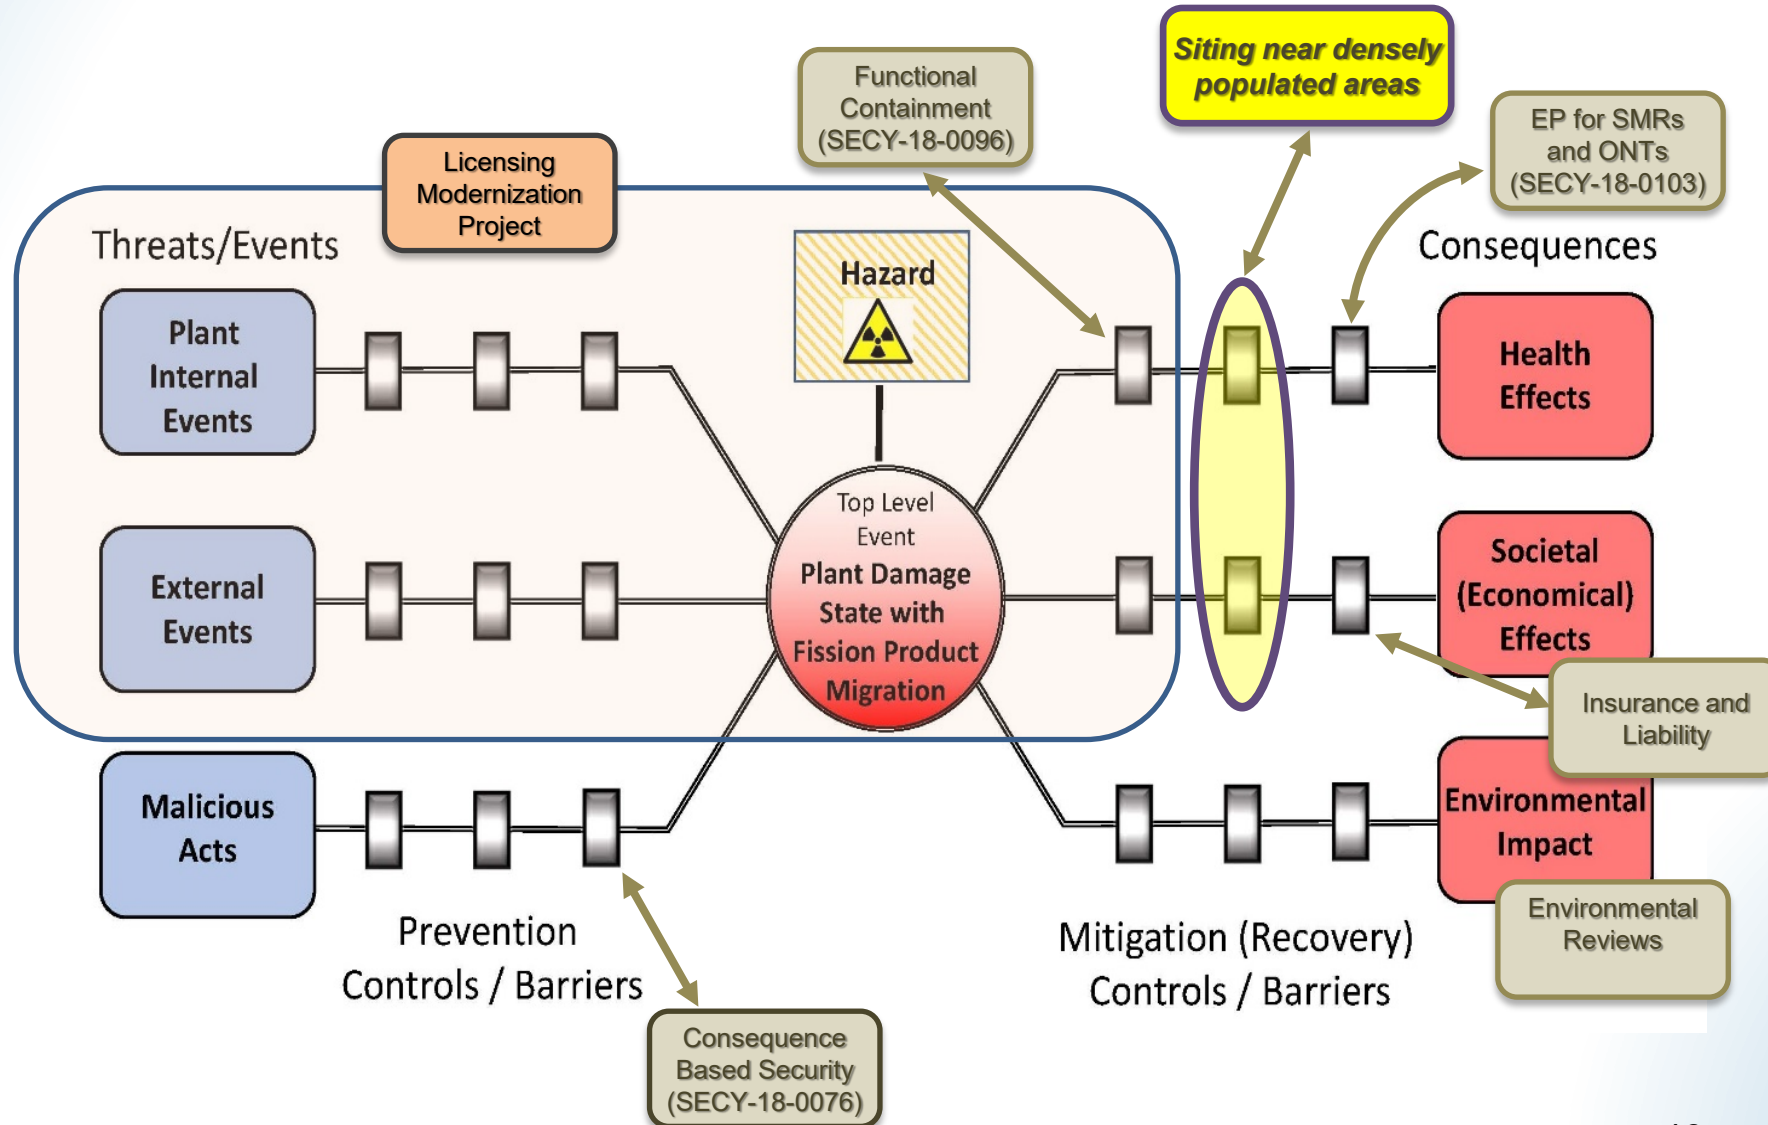 Siting near densely
populated areas
Functional
Containment
(SECY-18-0096)
EP for SMRs
and ONTs
(SECY-18-0103)
Licensing
Modernization
Project
Threats/Events
Hazard
Consequences
Plant
Internal
Events
Health
Effects
Top Level
Event
Plant Damage
State with
Fission Product
Migration
External
Events
Societal
(Economical)
Effects
Insurance and
Liability
Malicious
Acts
Environmental
Impact
Environmental
Reviews
Prevention
Controls / Barriers
Mitigation (Recovery)
Controls / Barriers
Consequence
Based Security
(SECY-18-0076)